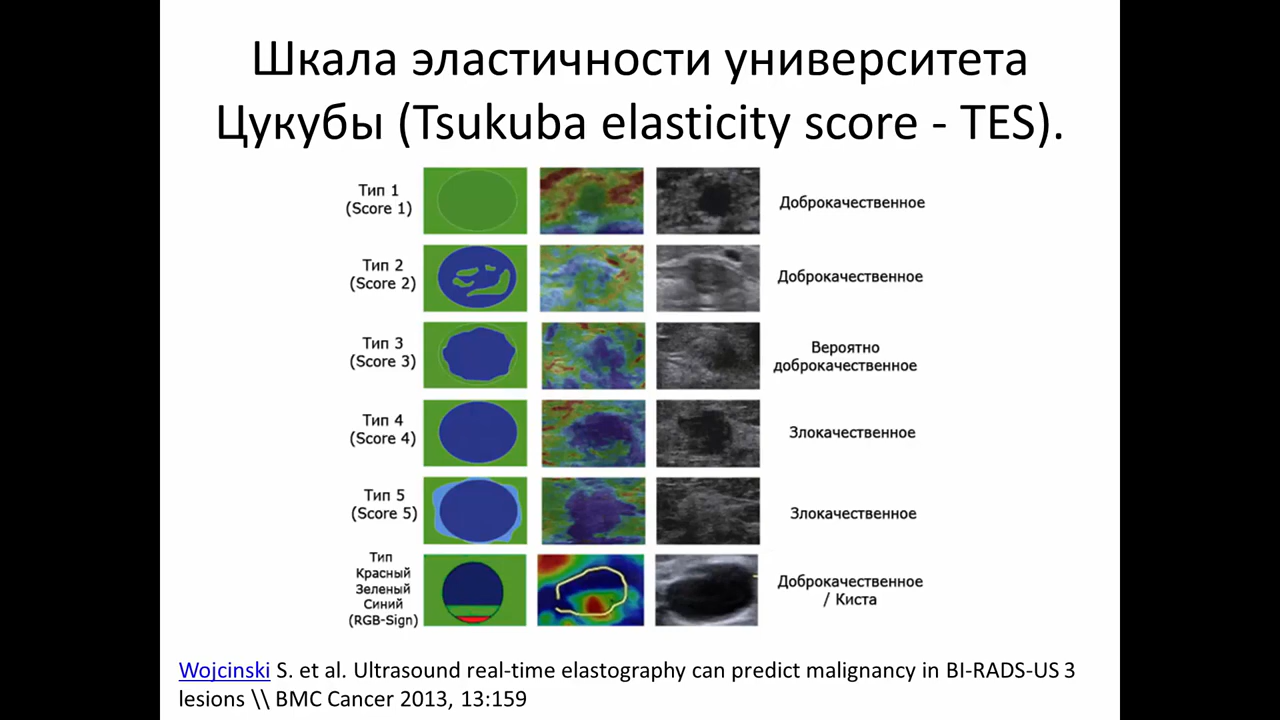 Шкала эластичности университета
Цукубы (Tsukuba elasticity score - TES).
Тип 1
(Score 1)
Доброкачественное
Тип 2
(Score 2)
Доброкачественное
Тип 3
(Score 3)
Вероятно
доброкачественное
Тип 4
(Score 4)
Злокачественное
Тип 5
(Score 5)
Злокачественное
Тип
Красный
Зеленый
Синий
(RGB-Sign)
Доброкачественное
/ Киста
Wojcinski S. et al. Ultrasound real-time elastography can predict malignancy in BI-RADS-US 3
lesions \\ BMC Cancer 2013, 13:159